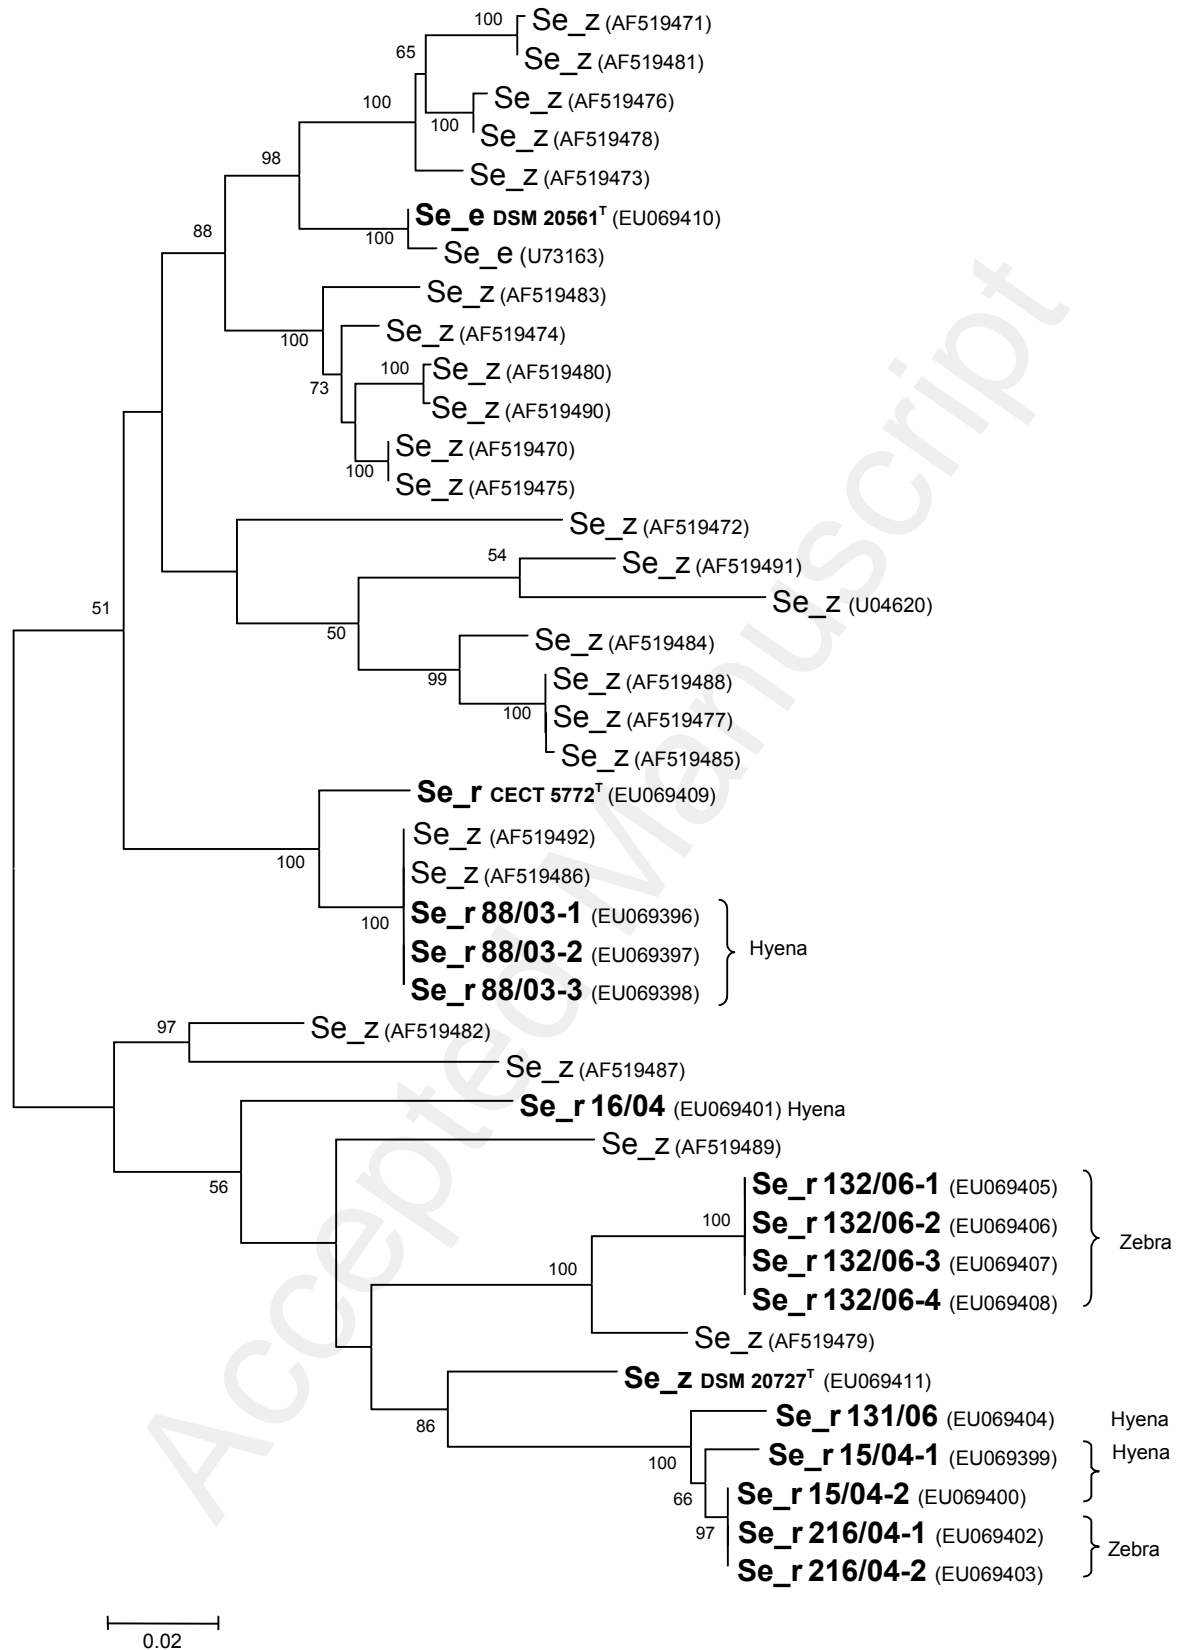 100
Se_z (AF519471)
65
Se_z (AF519481)
100
Se_z (AF519476)
100
Se_z (AF519478)
98
Se_z (AF519473)
88
Se_e DSM 20561ᵀ (EU069410)
100
Se_e (U73163)
Se_z (AF519483)
100
Se_z (AF519474)
100
Se_z (AF519480)
73
Se_z (AF519490)
Se_z (AF519470)
100
Se_z (AF519475)
Se_z (AF519472)
54
Se_z (AF519491)
51
Se_z (U04620)
50
Se_z (AF519484)
99
Se_z (AF519488)
100
Se_z (AF519477)
Se_z (AF519485)
Se_r CECT 5772ᵀ (EU069409)
Se_z (AF519492)
100
Se_z (AF519486)
Se_r 88/03-1 (EU069396)
100
Se_r 88/03-2 (EU069397)
Hyena
Se_r 88/03-3 (EU069398)
97
Se_z (AF519482)
Se_z (AF519487)
Se_r 16/04 (EU069401) Hyena
Se_z (AF519489)
56
Se_r 132/06-1 (EU069405)
100
Se_r 132/06-2 (EU069406)
Zebra
Se_r 132/06-3 (EU069407)
100
Se_r 132/06-4 (EU069408)
Se_z (AF519479)
Se_z DSM 20727ᵀ (EU069411)
86
Se_r 131/06 (EU069404) Hyena
Se_r 15/04-1 (EU069399) Hyena
100
Se_r 15/04-2 (EU069400)
66
Se_r 216/04-1 (EU069402)
97
Zebra
Se_r 216/04-2 (EU069403)
0.02
Accepted Manuscript